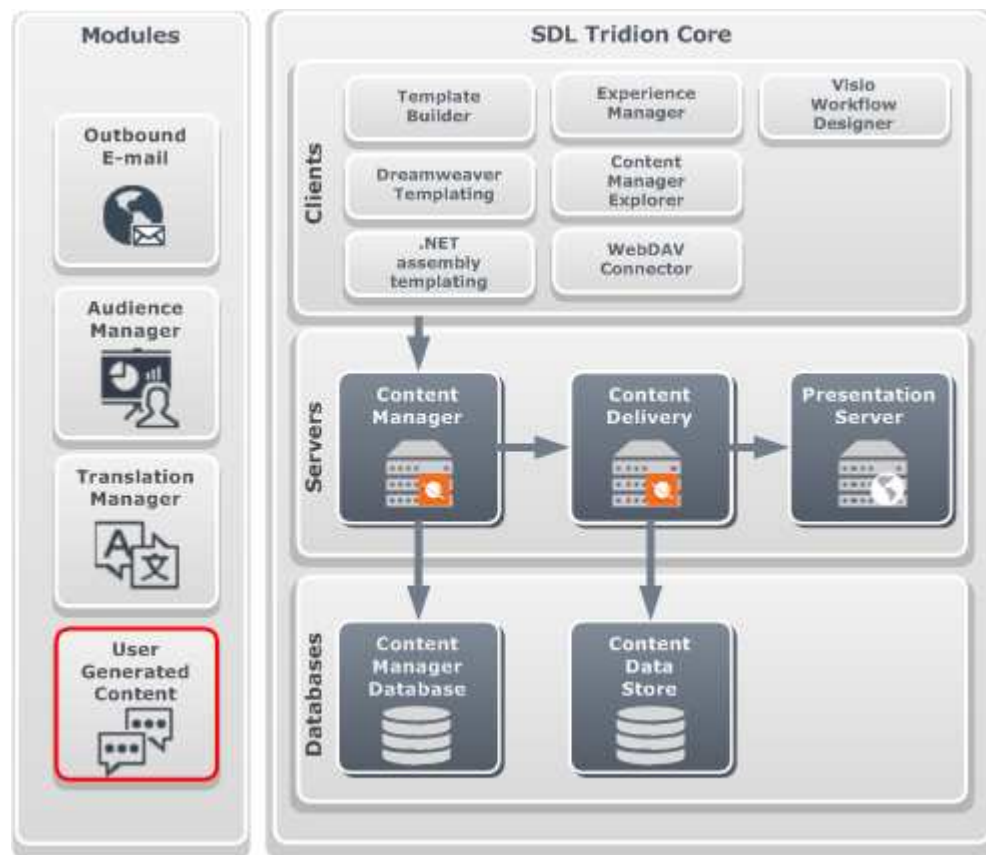 Modules
Outbound
E-mail
Audience
Manager
Translation
Manager
User
Generated
Content
SDL Tridion Core
Clients
Template
Builder
Experience
Manager
Visio
Workflow
Designer
Dreamweaver
Templating
Content
Manager
Explorer
.NET
assembly
templating
WebDAV
Connector
Servers
Content
Manager
Content
Delivery
Presentation
Server
Databases
Content
Manager
Database
Content
Data
Store